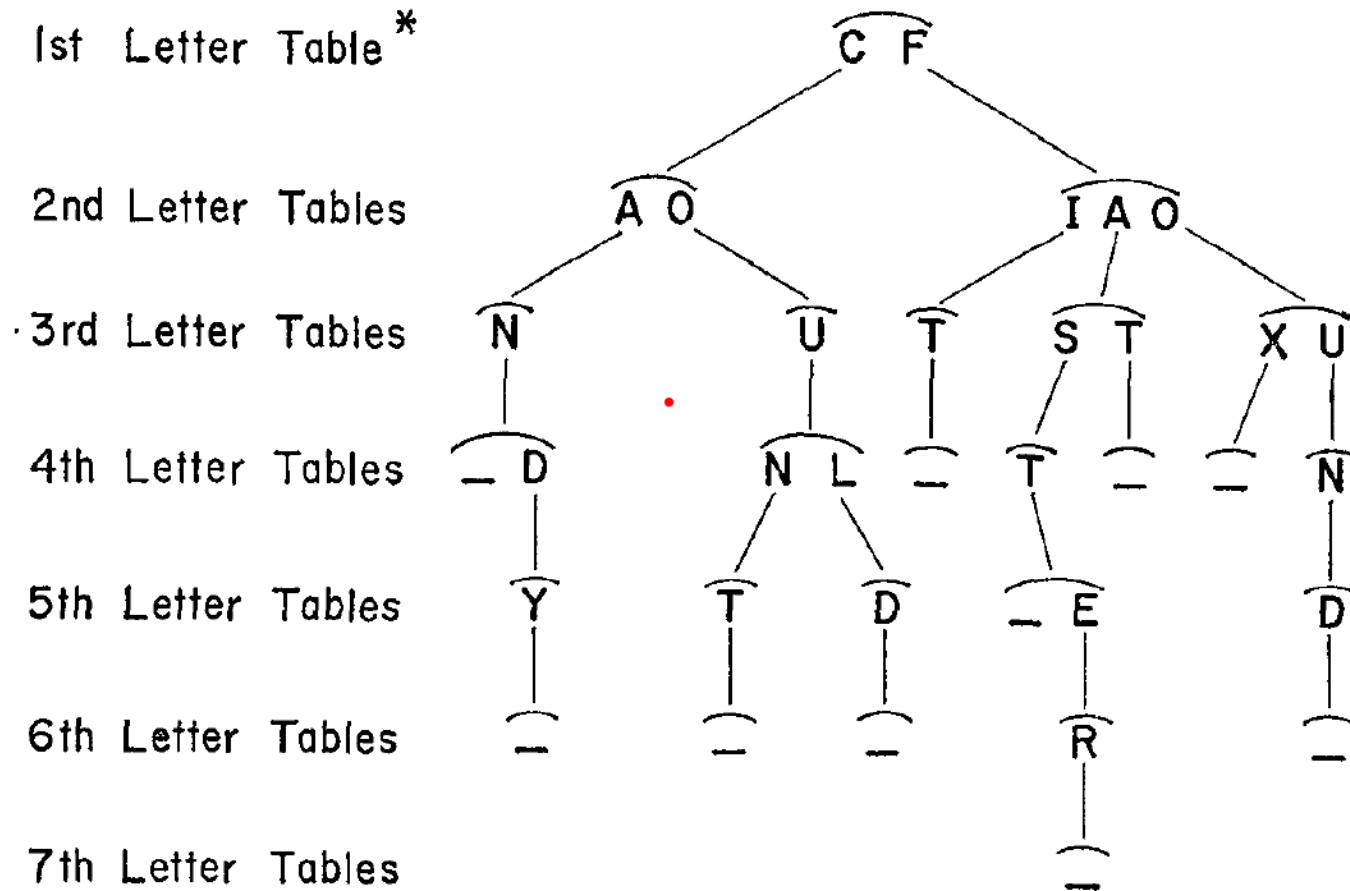 1st Letter Table* C F
2nd Letter Tables A O I A O
3rd Letter Tables N U T S T X U
4th Letter Tables _ D N L _ T _ _ N
5th Letter Tables Y T D _ E D
6th Letter Tables _ _ _ R _
7th Letter Tables _